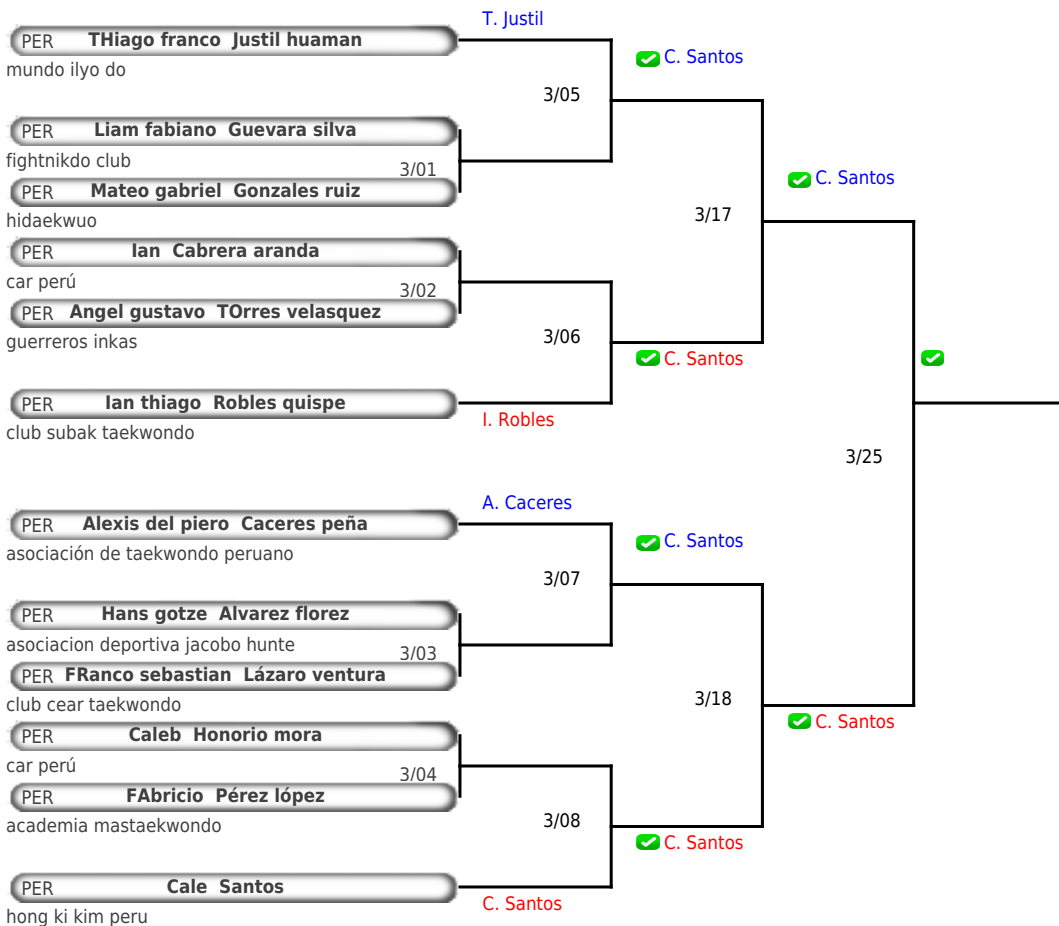 T. Justil
PER THiago franco Justil huaman
mundo ilyo do
C. Santos
3/05
PER Liam fabiano Guevara silva
fightnikdo club
3/01
PER Mateo gabriel Gonzales ruiz
hidaekwuo
C. Santos
3/17
PER Ian Cabrera aranda
car perú
3/02
PER Angel gustavo TOrres velasquez
guerreros inkas
3/06
C. Santos
PER Ian thiago Robles quispe
club subak taekwondo
I. Robles
3/25
A. Caceres
PER Alexis del piero Caceres peña
asociación de taekwondo peruano
C. Santos
3/07
PER Hans gotze Alvarez florez
asociacion deportiva jacobo hunte
3/03
PER FRanco sebastian Lázaro ventura
club cear taekwondo
3/18
C. Santos
PER Caleb Honorio mora
car perú
3/04
PER FAbricio Pérez lópez
academia mastaekwondo
3/08
C. Santos
PER Cale Santos
hong ki kim peru
C. Santos